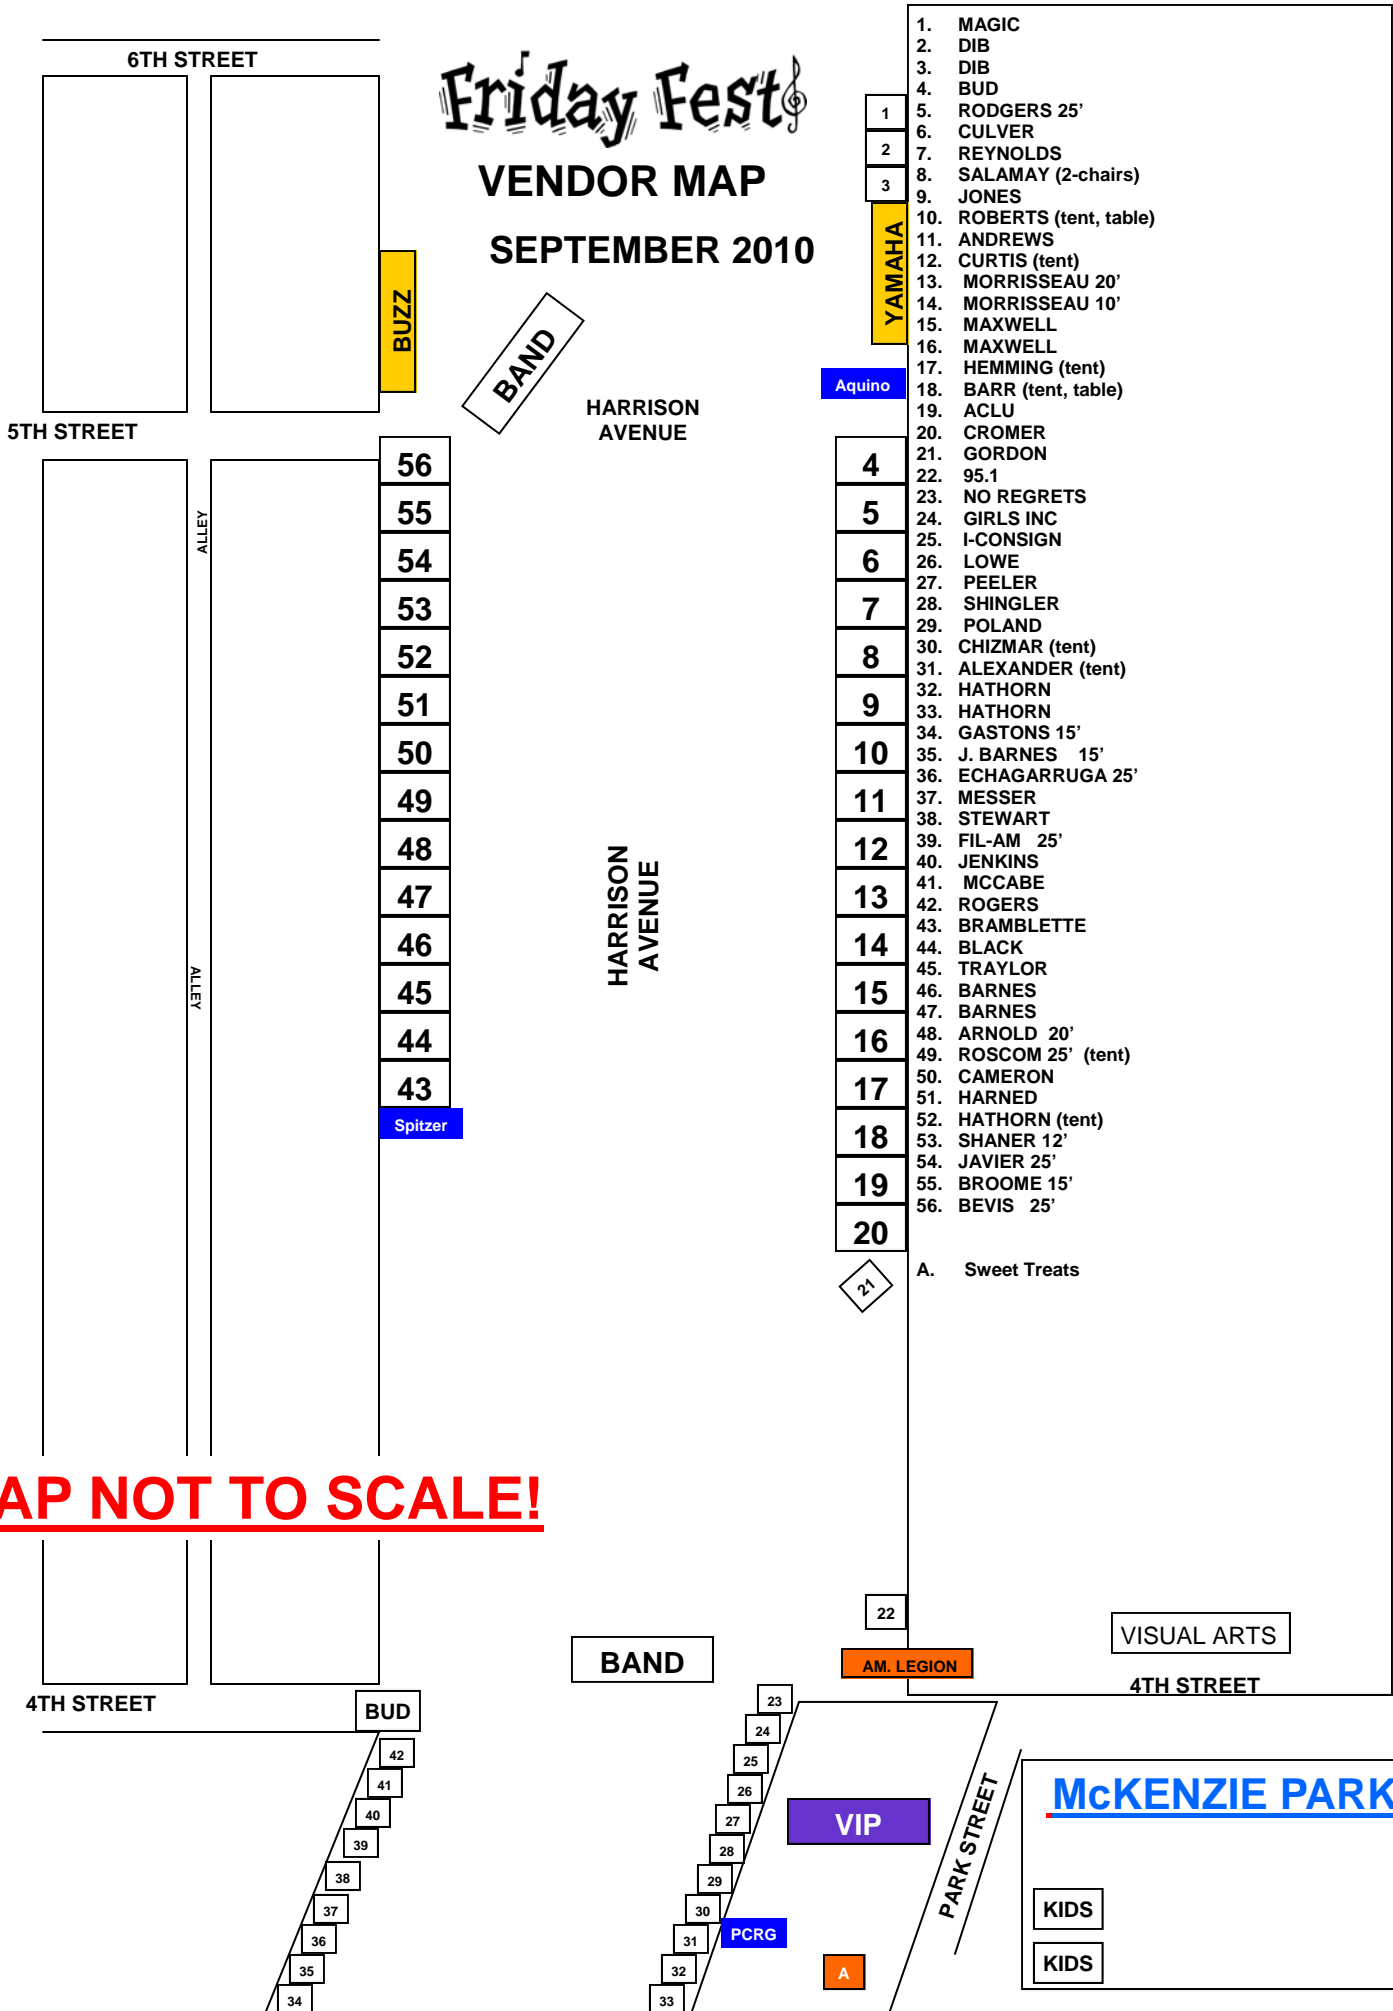 6TH STREET
Friday Fest
VENDOR MAP
SEPTEMBER 2010
1
2
3
YAMAHA
BUZZ
BAND
Aquino
HARRISON
AVENUE
5TH STREET
ALLEY
ALLEY
56
55
54
53
52
51
50
49
48
47
46
45
44
43
Spitzer
HARRISON
AVENUE
4
5
6
7
8
9
10
11
12
13
14
15
16
17
18
19
20
21
1. MAGIC
2. DIB
3. DIB
4. BUD
5. RODGERS 25’
6. CULVER
7. REYNOLDS
8. SALAMAY (2-chairs)
9. JONES
10. ROBERTS (tent, table)
11. ANDREWS
12. CURTIS (tent)
13. MORRISSEAU 20’
14. MORRISSEAU 10’
15. MAXWELL
16. MAXWELL
17. HEMMING (tent)
18. BARR (tent, table)
19. ACLU
20. CROMER
21. GORDON
22. 95.1
23. NO REGRETS
24. GIRLS INC
25. I-CONSIGN
26. LOWE
27. PEELER
28. SHINGLER
29. POLAND
30. CHIZMAR (tent)
31. ALEXANDER (tent)
32. HATHORN
33. HATHORN
34. GASTONS 15’
35. J. BARNES 15’
36. ECHAGARRUGA 25’
37. MESSER
38. STEWART
39. FIL-AM 25’
40. JENKINS
41. MCCABE
42. ROGERS
43. BRAMBLETTE
44. BLACK
45. TRAYLOR
46. BARNES
47. BARNES
48. ARNOLD 20’
49. ROSCOM 25’ (tent)
50. CAMERON
51. HARNED
52. HATHORN (tent)
53. SHANER 12’
54. JAVIER 25’
55. BROOME 15’
56. BEVIS 25’
A. Sweet Treats
AP NOT TO SCALE!
22
VISUAL ARTS
BAND
AM. LEGION
4TH STREET
4TH STREET
BUD
42
41
40
39
38
37
36
35
34
23
24
25
26
27
28
29
30
31
32
33
VIP
PCRG
A
PARK STREET
McKENZIE PARK
KIDS
KIDS